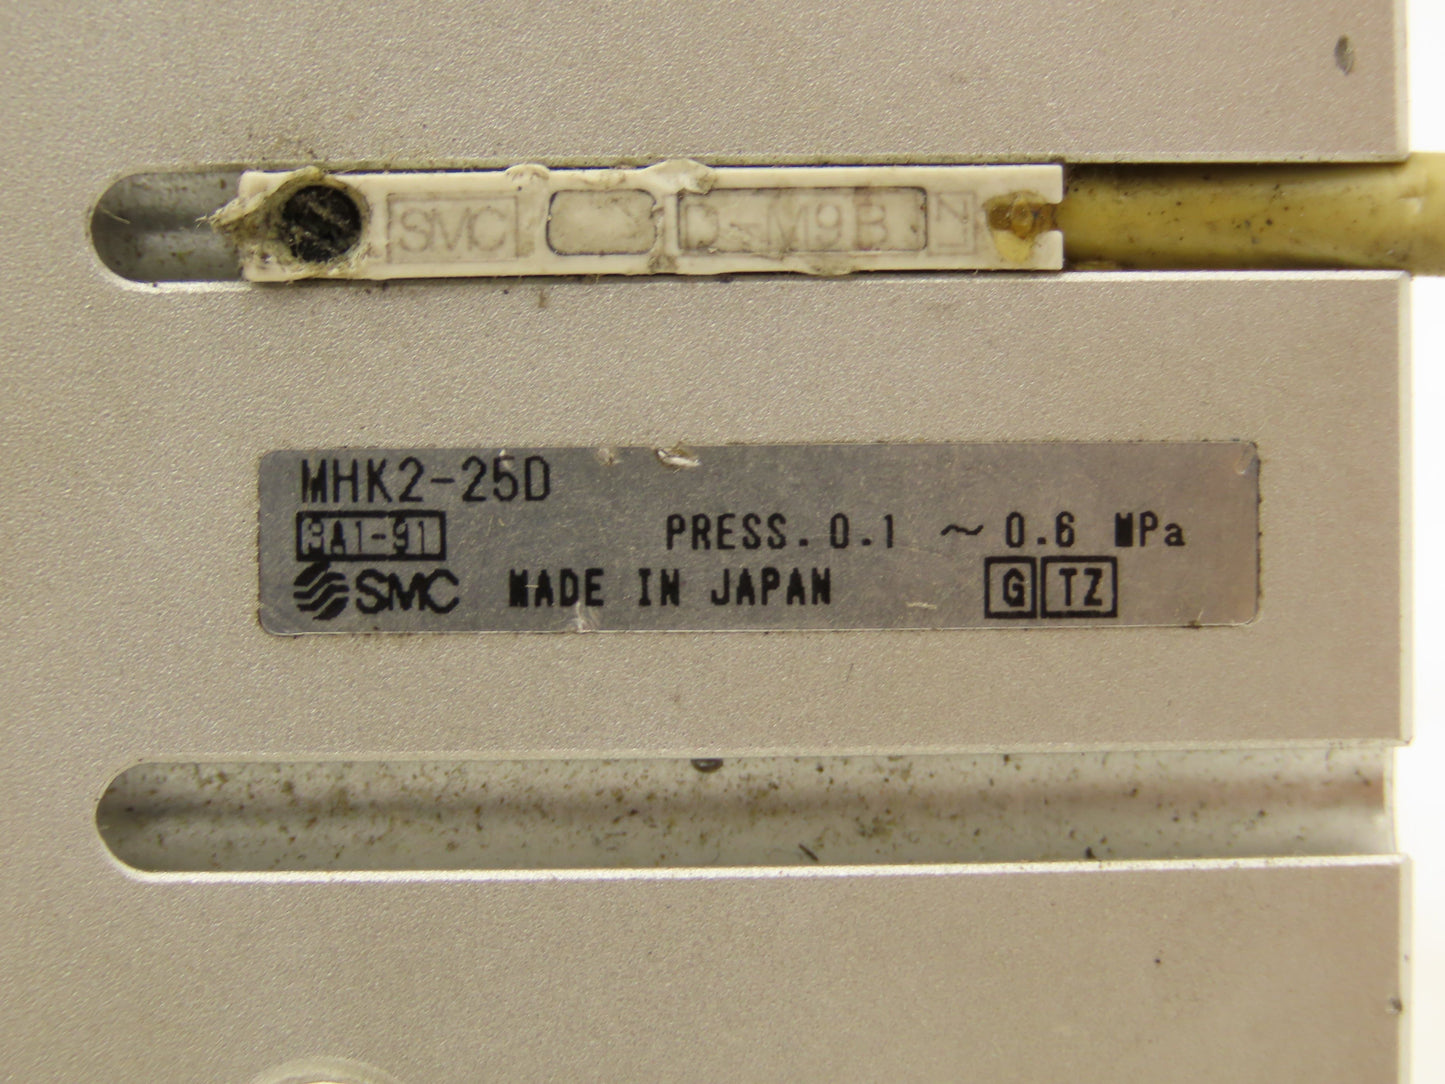 SMC D-M9B
MHK2-25D
PRESS. 0.1 ~ 0.6 MPa
SMC MADE IN JAPAN G TZ